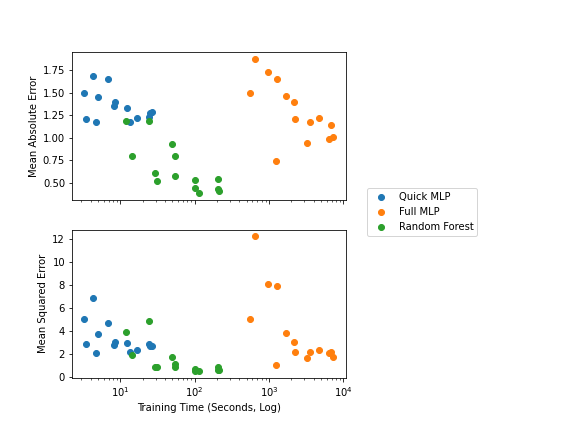 1.75
1.50
1.25
1.00
0.75
0.50
Mean Absolute Error
12
10
8
6
4
2
0
Mean Squared Error
10¹ 10² 10³ 10⁴
Training Time (Seconds, Log)
Quick MLP
Full MLP
Random Forest